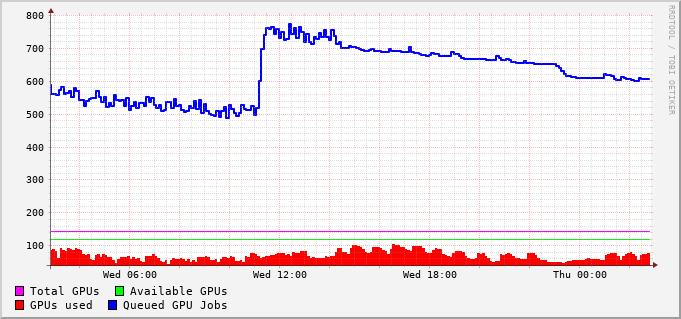 800
700
600
500
400
300
200
100
Wed 06:00 Wed 12:00 Wed 18:00 Thu 00:00
Total GPUs Available GPUs
GPUs used Queued GPU Jobs
RRDTOOL / TOBI OETIKER